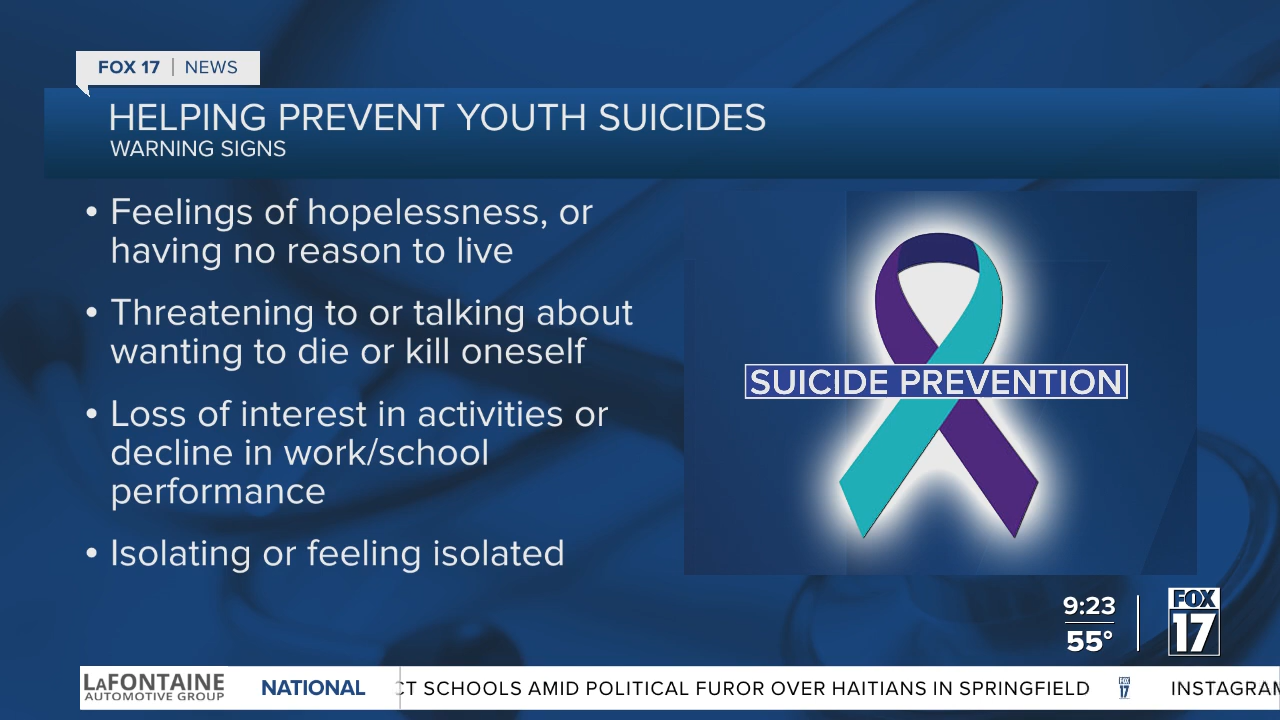 FOX 17 | NEWS
HELPING PREVENT YOUTH SUICIDES
WARNING SIGNS
• Feelings of hopelessness, or
having no reason to live
• Threatening to or talking about
wanting to die or kill oneself
• Loss of interest in activities or
decline in work/school
performance
• Isolating or feeling isolated
SUICIDE PREVENTION
9:23
55°
FOX
17
LAFONTAINE
AUTOMOTIVE GROUP
NATIONAL
CT SCHOOLS AMID POLITICAL FUROR OVER HAITIANS IN SPRINGFIELD
FOX
17
INSTAGRAM